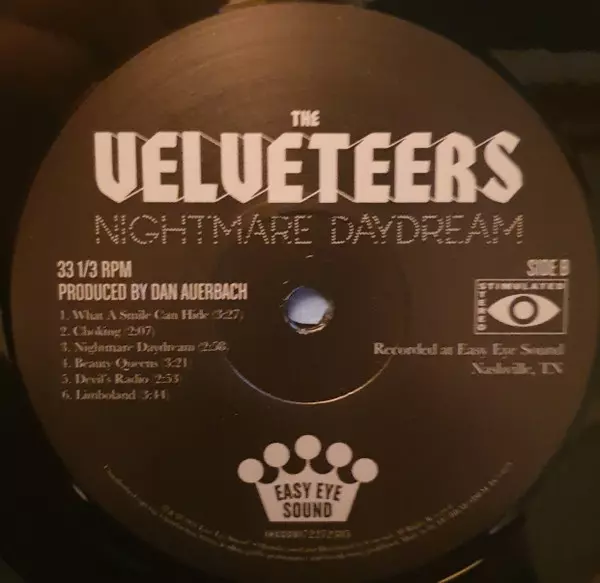 THE
VELVETEERS
NIGHTMARE DAYDREAM
33 1/3 RPM
PRODUCED BY DAN AUERBACH
SIDE B
1. What A Smile Can Hide (3:27)
2. Choking (2:07)
3. Nightmare Daydream (2:58)
4. Beauty Queens (3:21)
5. Devil's Radio (2:53)
6. Limboland (3:44)
STIMULATED
STEREO
Recorded at Easy Eye Sound
Nashville, TN
EASY EYE
SOUND